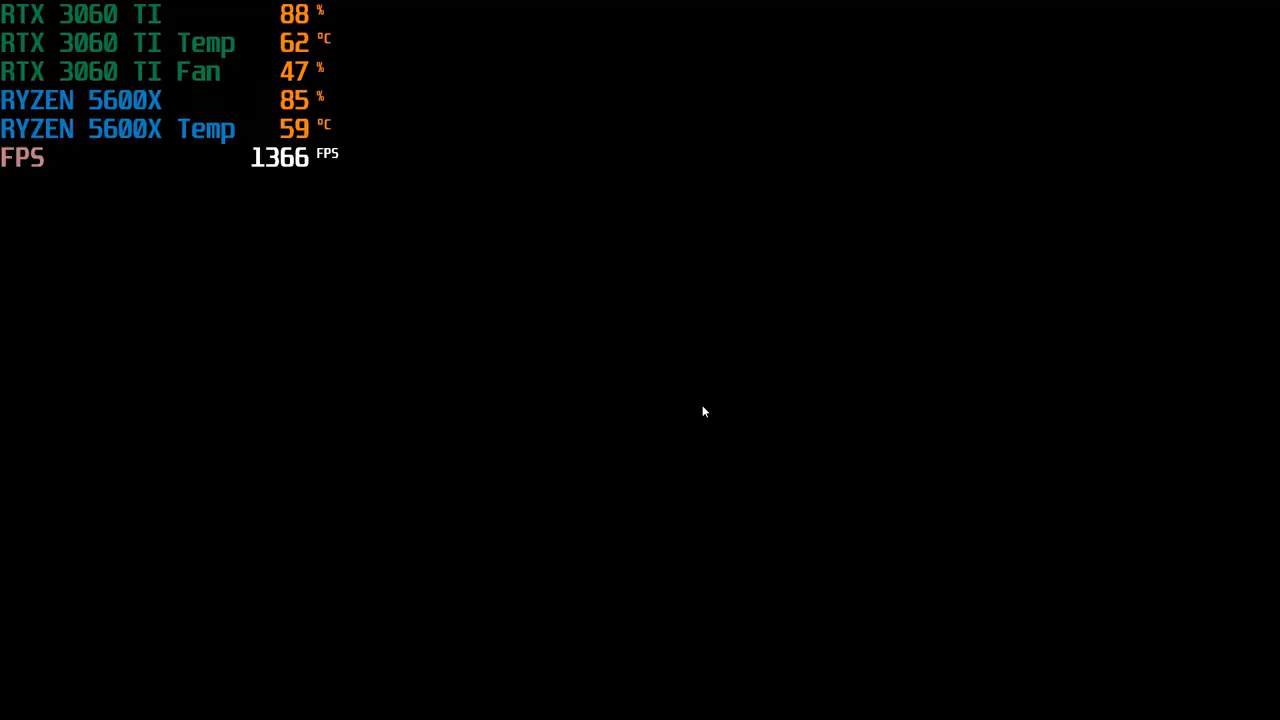 RTX 3060 TI 88 %
RTX 3060 TI Temp 62 °C
RTX 3060 TI Fan 47 %
RYZEN 5600X 85 %
RYZEN 5600X Temp 59 °C
FPS 1366 FPS